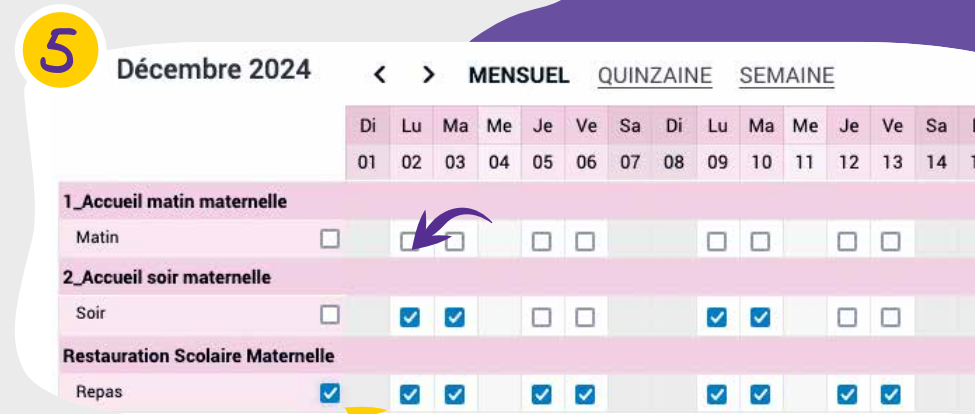 5
Décembre 2024 < > MENSUEL QUINZAINE SEMAINE
Di Lu Ma Me Je Ve Sa Di Lu Ma Me Je Ve Sa
01 02 03 04 05 06 07 08 09 10 11 12 13 14
1_Accueil matin maternelle
Matin
2_Accueil soir maternelle
Soir
Restauration Scolaire Maternelle
Repas